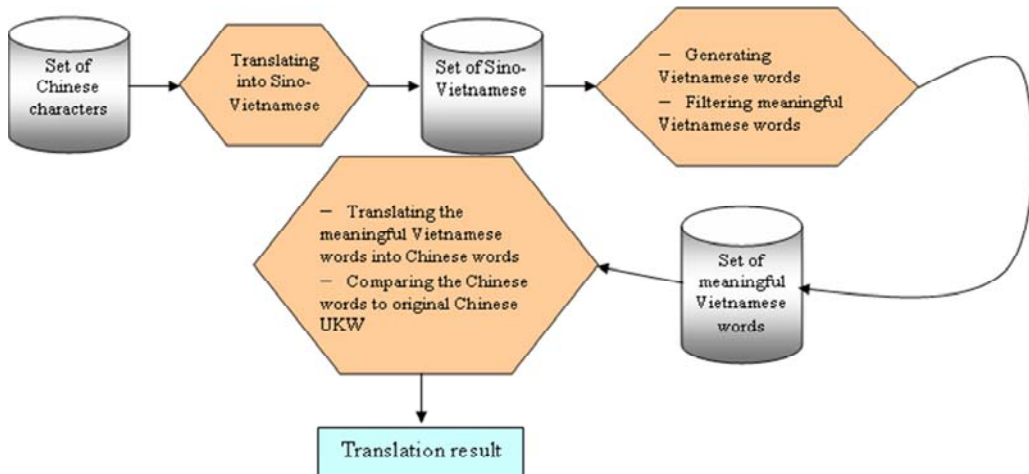 Set of
Chinese
characters
Translating
into Sino-
Vietnamese
Set of Sino-
Vietnamese
– Generating
Vietnamese words
– Filtering meaningful
Vietnamese words
Set of
meaningful
Vietnamese
words
– Translating the
meaningful Vietnamese
words into Chinese words
– Comparing the Chinese
words to original Chinese
UKW
Translation result